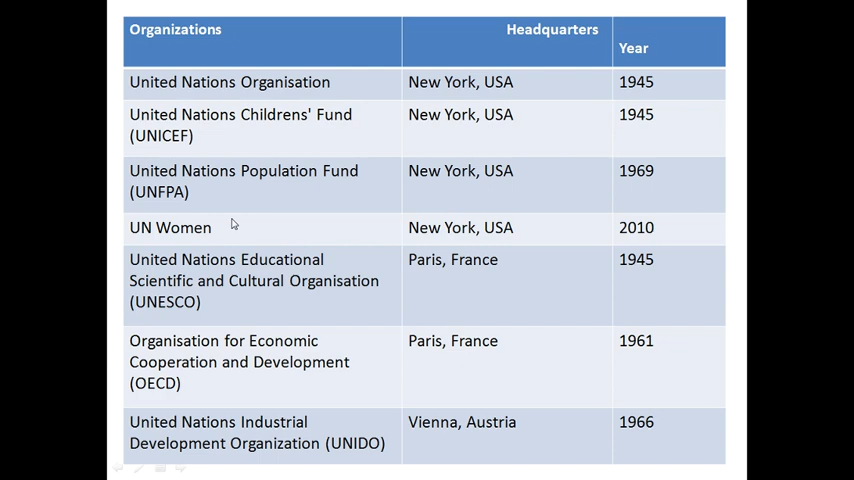 Organizations Headquarters Year
United Nations Organisation New York, USA 1945
United Nations Childrens' Fund New York, USA 1945
(UNICEF)
United Nations Population Fund New York, USA 1969
(UNFPA)
UN Women New York, USA 2010
United Nations Educational Paris, France 1945
Scientific and Cultural Organisation
(UNESCO)
Organisation for Economic Paris, France 1961
Cooperation and Development
(OECD)
United Nations Industrial Vienna, Austria 1966
Development Organization (UNIDO)